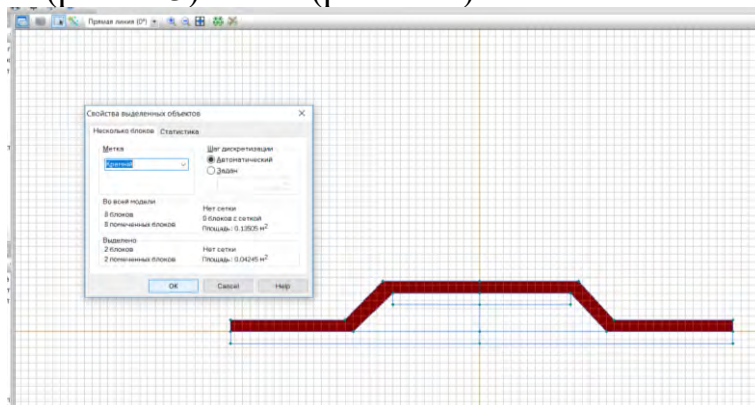 Прямая линия (0°)
Свойства выделенных объектов
Несколько блоков Статистика
Метка
Шаг дискретизации
Автоматический
Задан
Во всей модели
8 блоков
8 помеченных блоков
Нет сетки
0 блоков с сеткой
Площадь: 0.13505 м²
Выделено
2 блоков
2 помеченных блоков
Нет сетки
Площадь: 0.04245 м²
OK Cancel Help